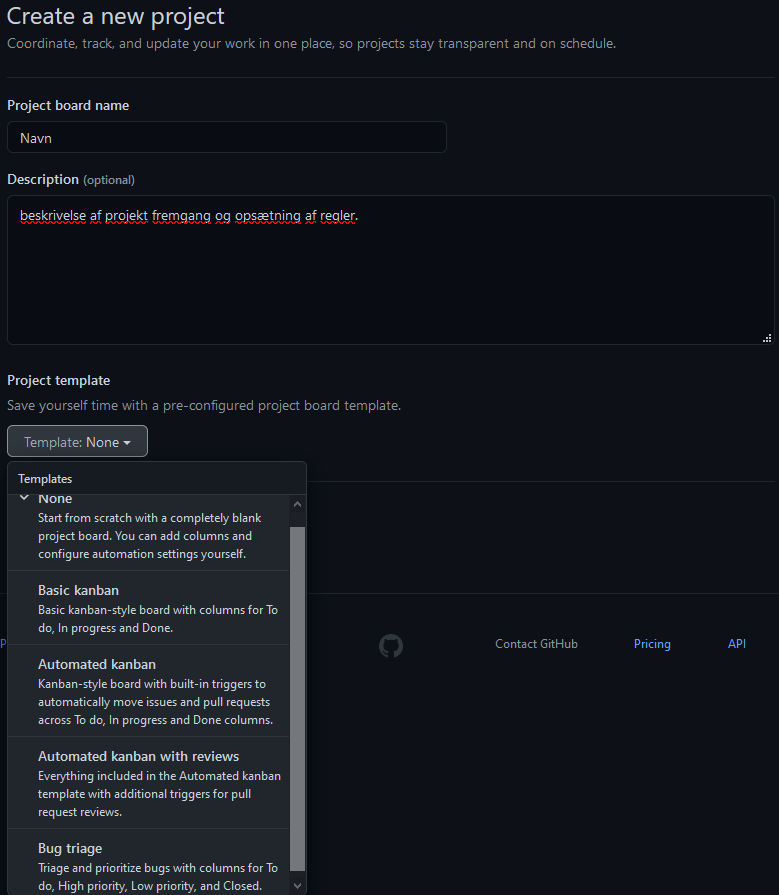 Create a new project
Coordinate, track, and update your work in one place, so projects stay transparent and on schedule.
Project board name
Navn
Description (optional)
beskrivelse af projekt fremgang og opsætning af regler.
Project template
Save yourself time with a pre-configured project board template.
Template: None
Templates
None
Start from scratch with a completely blank
project board. You can add columns and
configure automation settings yourself.
Basic kanban
Basic kanban-style board with columns for To
do, In progress and Done.
Automated kanban
Kanban-style board with built-in triggers to
automatically move issues and pull requests
across To do, In progress and Done columns.
Automated kanban with reviews
Everything included in the Automated kanban
template with additional triggers for pull
request reviews.
Bug triage
Triage and prioritize bugs with columns for To
do, High priority, Low priority, and Closed.
Contact GitHub Pricing API